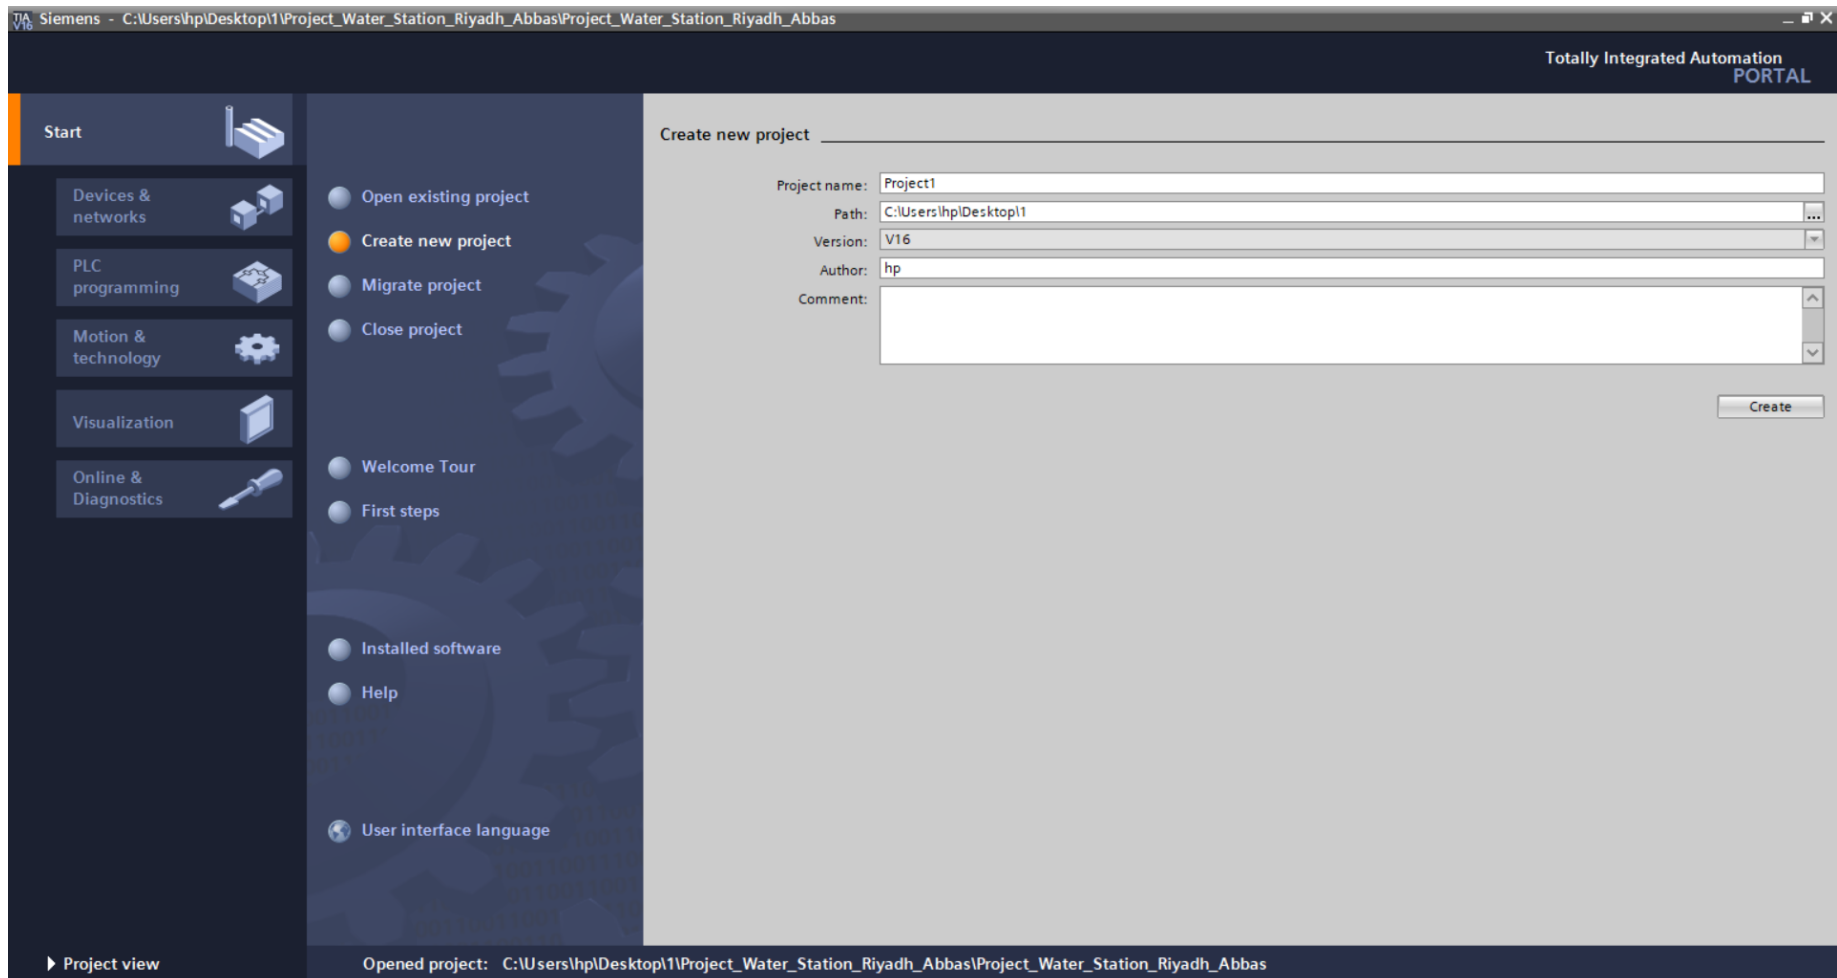 TIA V16 Siemens - C:\Users\hp\Desktop\1\Project_Water_Station_Riyadh_Abbas\Project_Water_Station_Riyadh_Abbas
Totally Integrated Automation
PORTAL
Start
Devices &
networks
PLC
programming
Motion &
technology
Visualization
Online &
Diagnostics
Project view
Open existing project
Create new project
Migrate project
Close project
Welcome Tour
First steps
Installed software
Help
User interface language
Create new project
Project name: Project1
Path: C:\Users\hp\Desktop\1
...
Version: V16
Author: hp
Comment:
Create
Opened project: C:\Users\hp\Desktop\1\Project_Water_Station_Riyadh_Abbas\Project_Water_Station_Riyadh_Abbas